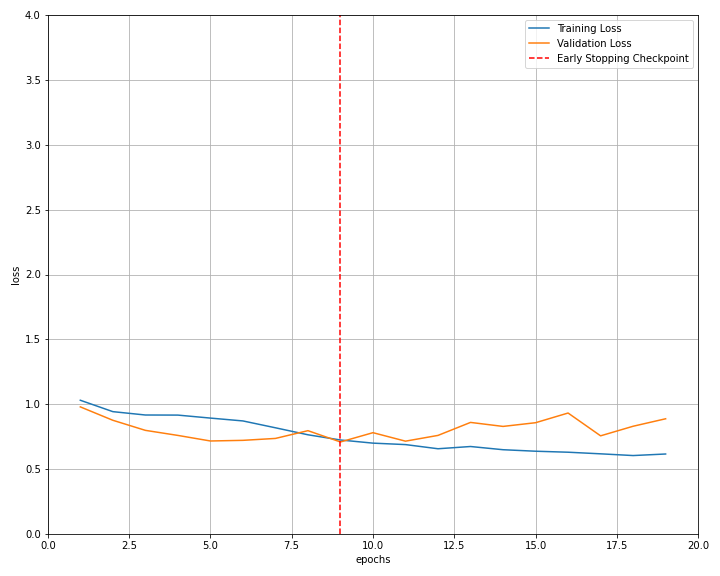 4.0
3.5
3.0
2.5
2.0
1.5
1.0
0.5
0.0
loss
Training Loss
Validation Loss
Early Stopping Checkpoint
0.0 2.5 5.0 7.5 10.0 12.5 15.0 17.5 20.0
epochs